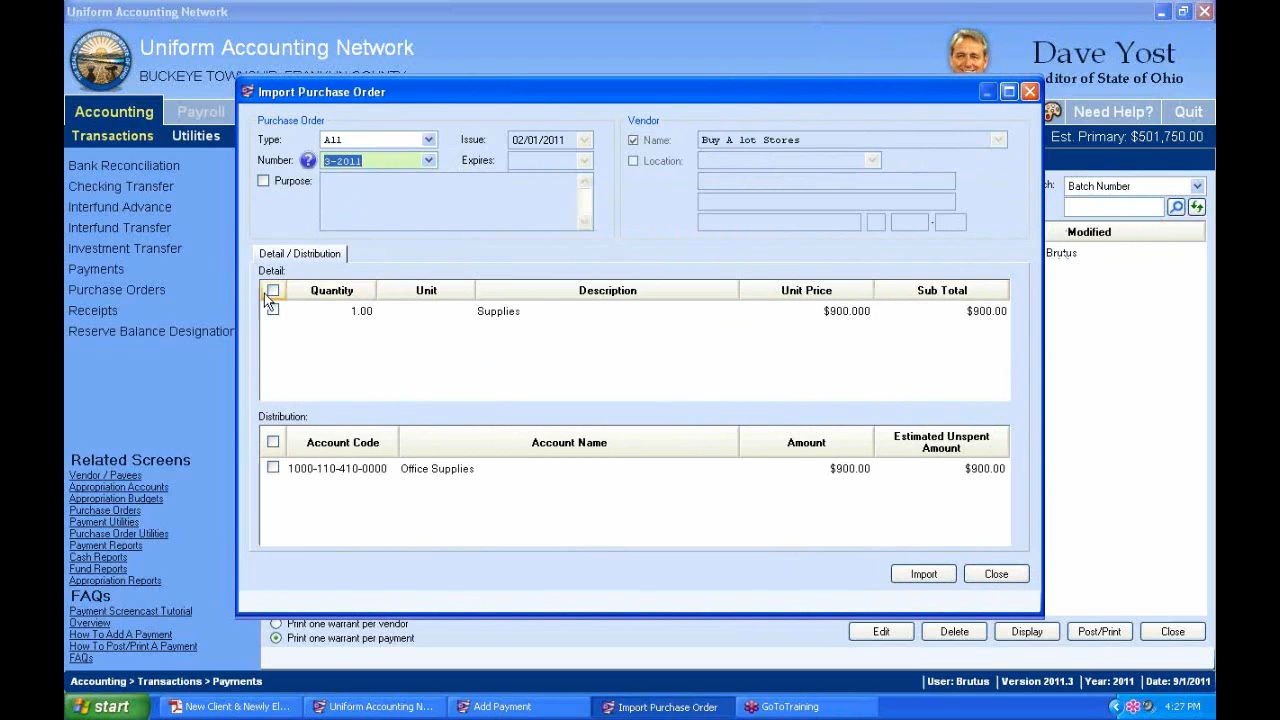 Uniform Accounting Network
Uniform Accounting Network
BUCKEYE TOWNSHIP, FRANKLIN COUNTY
Dave Yost
ditor of State of Ohio
Accounting Payroll
Need Help? Quit
Transactions Utilities
Est. Primary: $501,750.00
Bank Reconciliation
Checking Transfer
Interfund Advance
Interfund Transfer
Investment Transfer
Payments
Purchase Orders
Receipts
Reserve Balance Designation
Related Screens
Vendor / Payees
Appropriation Accounts
Appropriation Budgets
Purchase Orders
Payment Utilities
Purchase Order Utilities
Payment Reports
Cash Reports
Fund Reports
Appropriation Reports
FAQs
Payment Screencast Tutorial
Overview
How To Add A Payment
How To Post/Print A Payment
FAQs
Import Purchase Order
Purchase Order
Type: All Issue: 02/01/2011
Number: ? 3-2011 Expires:
Purpose:
Vendor
Name: Buy A lot Stores
Location:
-
Detail / Distribution
Detail:
Quantity Unit Description Unit Price Sub Total
1.00 Supplies $900.000 $900.00
Distribution:
Account Code Account Name Amount Estimated Unspent
Amount
1000-110-410-0000 Office Supplies $900.00 $900.00
Import Close
ch: Batch Number
Modified
Brutus
Print one warrant per vendor
Print one warrant per payment
Edit Delete Display Post/Print Close
Accounting > Transactions > Payments
User: Brutus Version 2011.3 Year: 2011 Date: 9/1/2011
start New Client & Newly El... Uniform Accounting N... Add Payment Import Purchase Order GoToTraining 4:27 PM